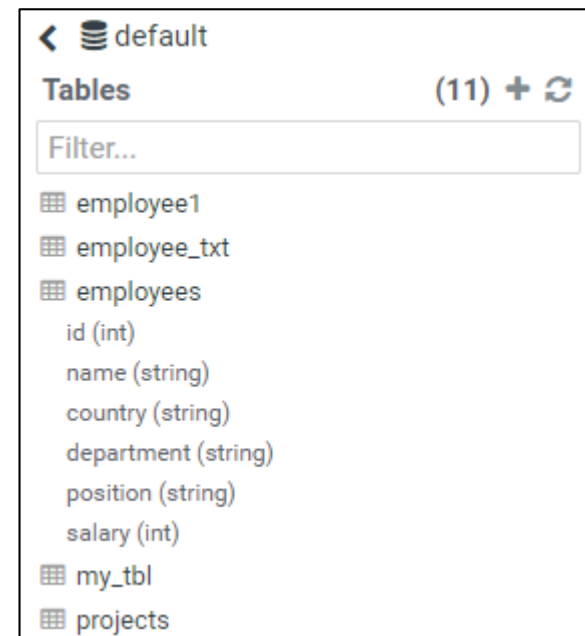 default
Tables (11)
Filter...
employee1
employee_txt
employees
id (int)
name (string)
country (string)
department (string)
position (string)
salary (int)
my_tbl
projects